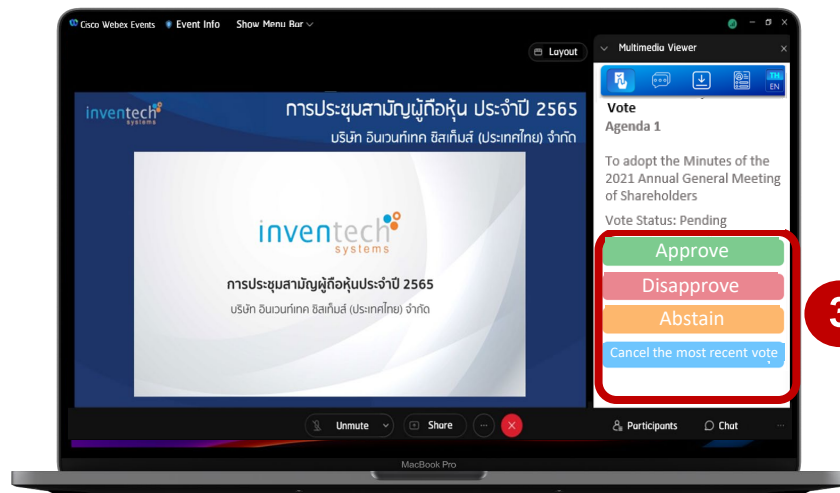 Cisco Webex Events Event Info Show Menu Bar
Layout
Multimedia Viewer
TH
EN
inventech
systems
การประชุมสามัญผู้ถือหุ้น ประจำปี 2565
บริษัท อินเวนท์เทค ซิสเท็มส์ (ประเทศไทย) จำกัด
inventech
systems
การประชุมสามัญผู้ถือหุ้นประจำปี 2565
บริษัท อินเวนท์เทค ซิสเท็มส์ (ประเทศไทย) จำกัด
Vote
Agenda 1
To adopt the Minutes of the
2021 Annual General Meeting
of Shareholders
Vote Status: Pending
Approve
Disapprove
Abstain
Cancel the most recent vote
3
Unmute Share
Participants Chat
MacBook Pro